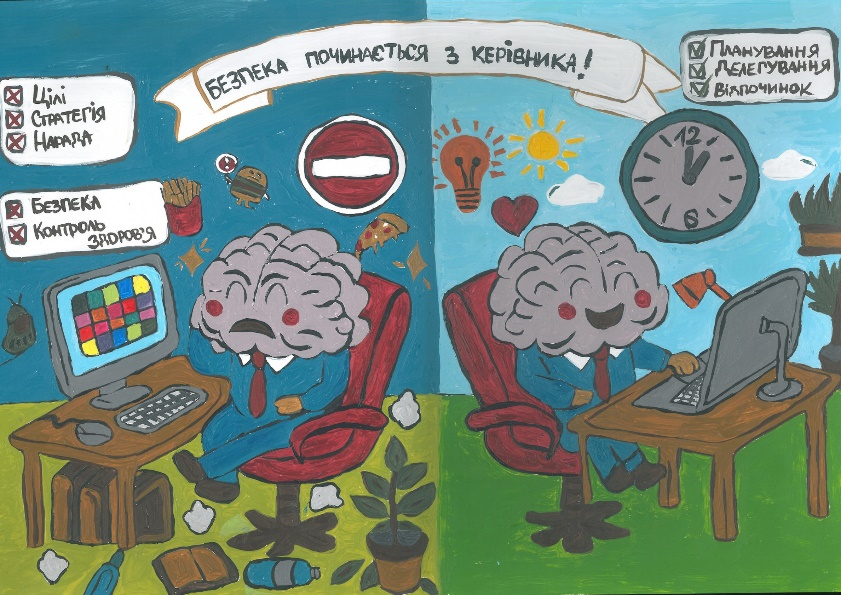 БЕЗПЕКА ПОЧИНАЄТЬСЯ З КЕРІВНИКА!
Цілі
Стратегія
Нарада
Безпека
Контроль
здоров'я
Планування
Делегування
Відпочинок
12
6